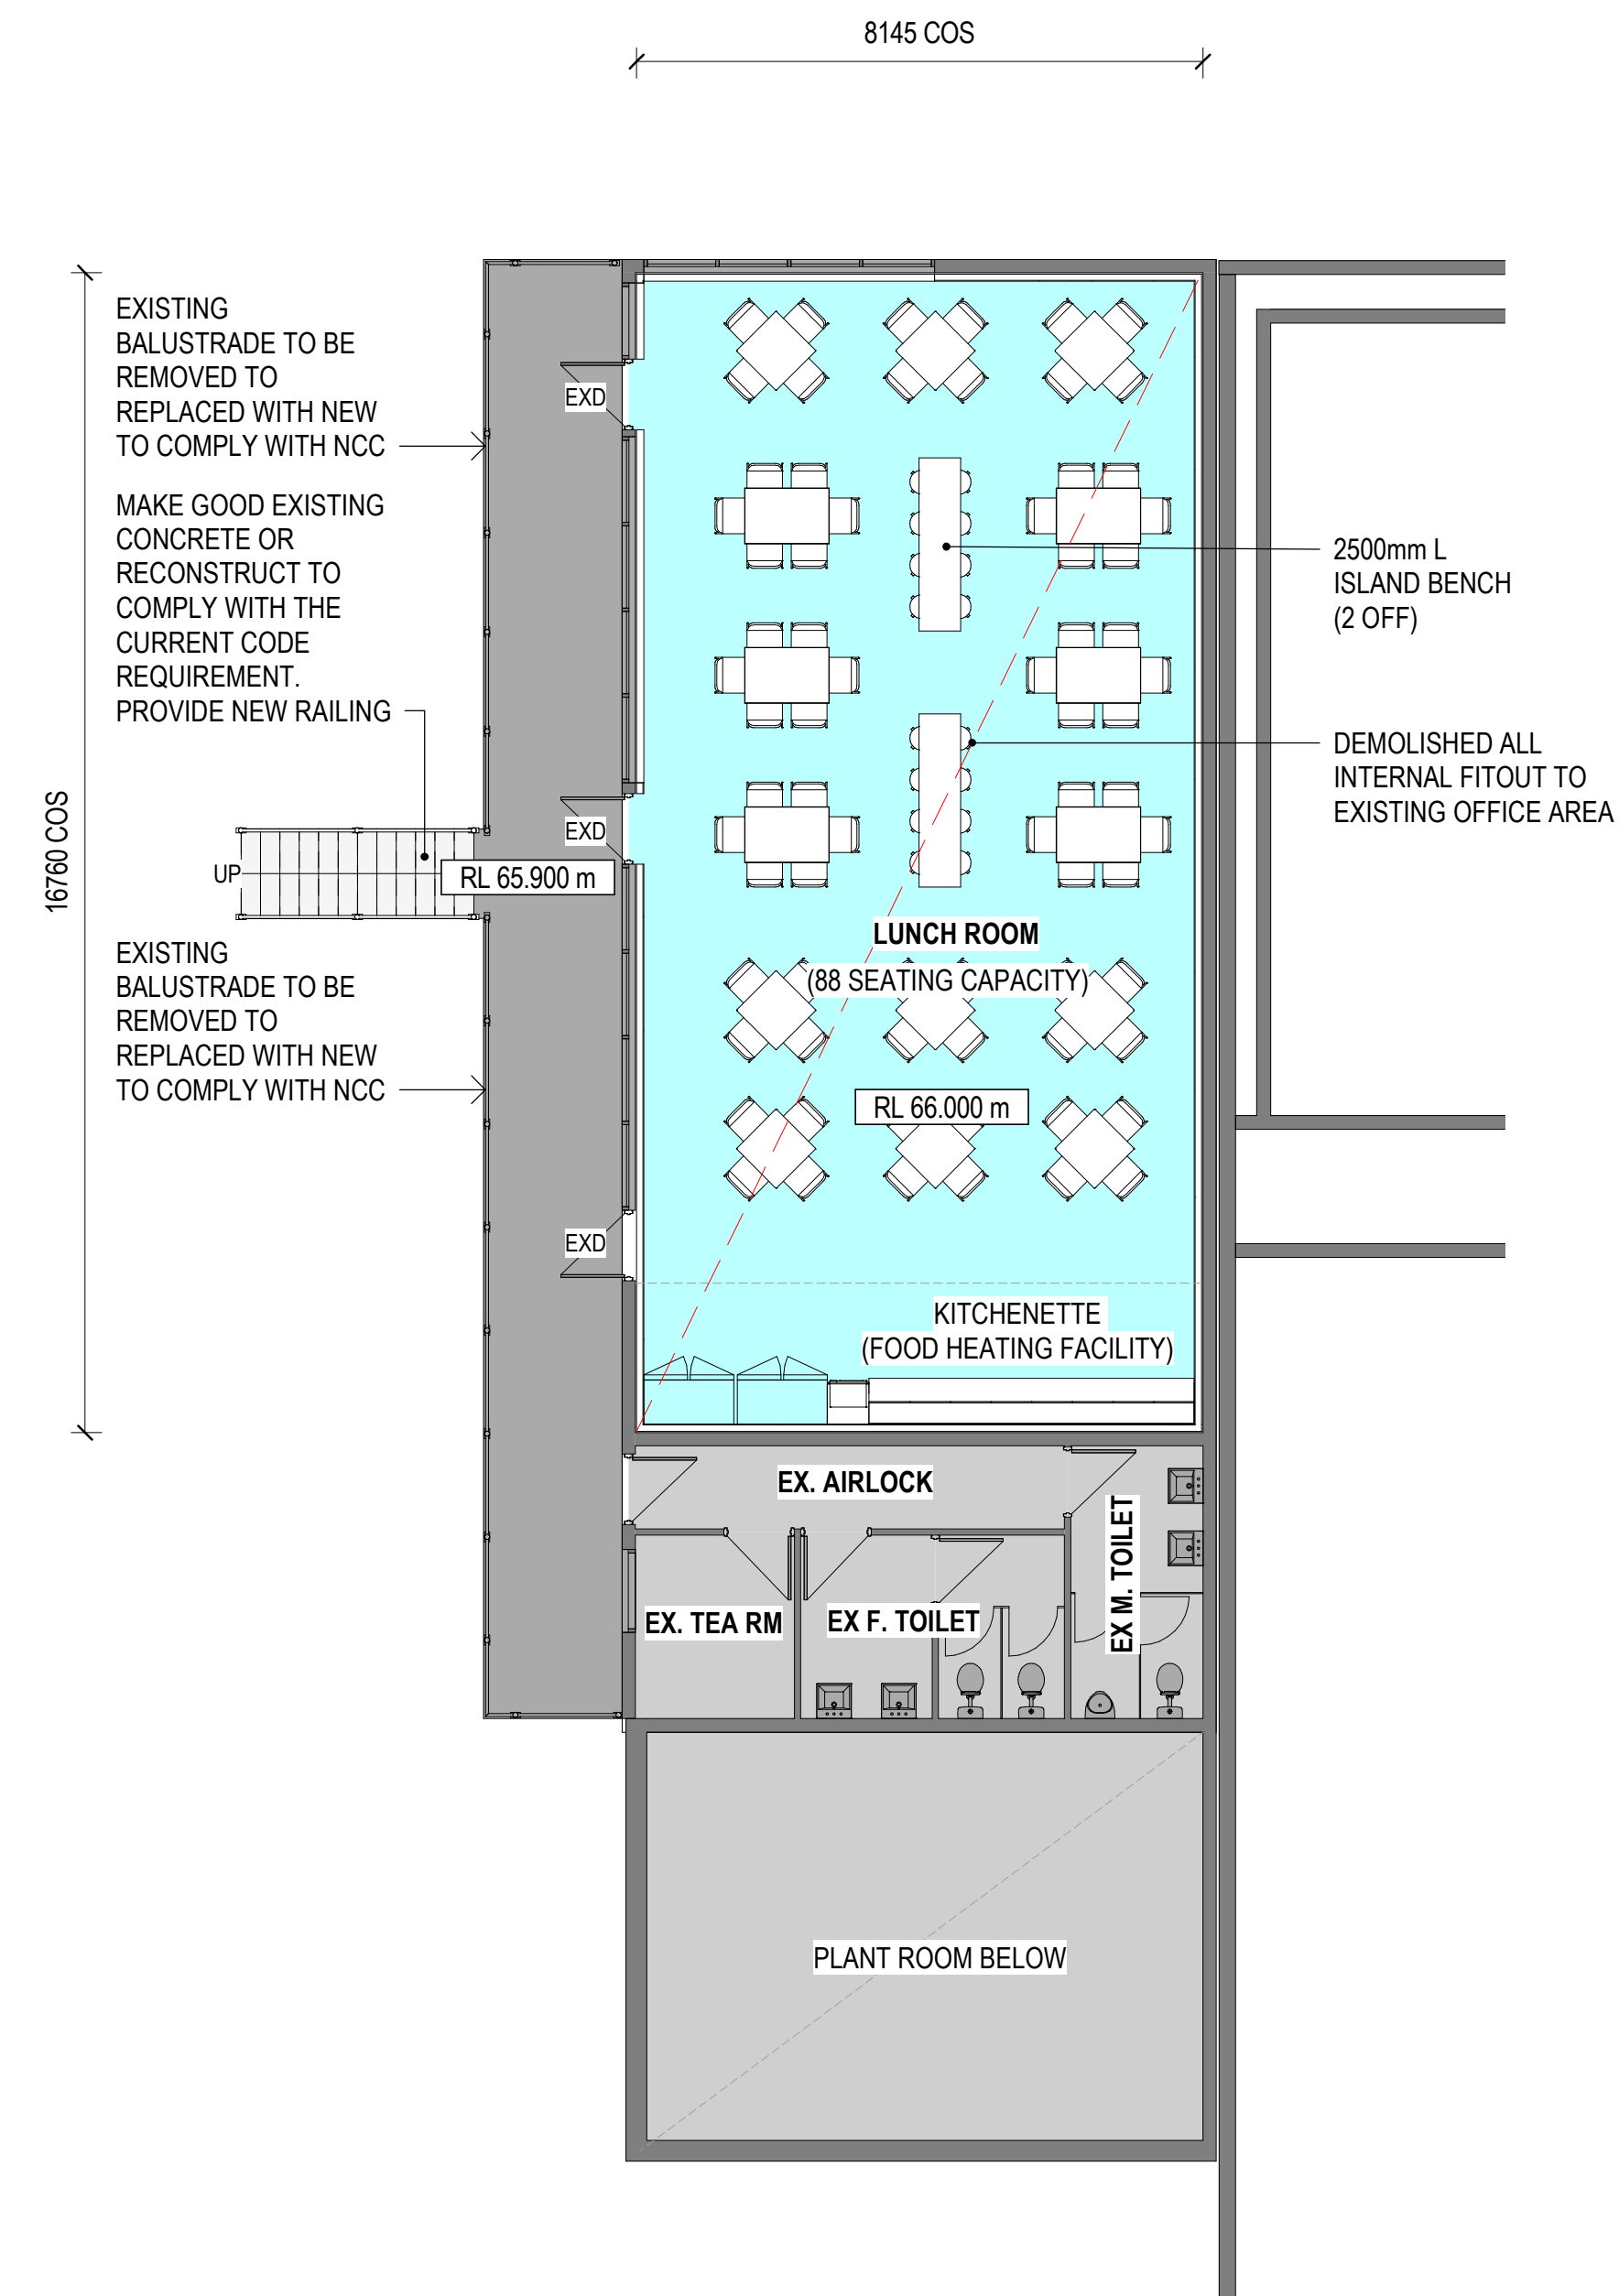 8145 COS
EXISTING
BALUSTRADE TO BE
REMOVED TO
REPLACED WITH NEW
TO COMPLY WITH NCC
MAKE GOOD EXISTING
CONCRETE OR
RECONSTRUCT TO
COMPLY WITH THE
CURRENT CODE
REQUIREMENT.
PROVIDE NEW RAILING
16760 COS
UP
RL 65.900 m
EXISTING
BALUSTRADE TO BE
REMOVED TO
REPLACED WITH NEW
TO COMPLY WITH NCC
EXD
EXD
EXD
2500mm L
ISLAND BENCH
(2 OFF)
DEMOLISHED ALL
INTERNAL FITOUT TO
EXISTING OFFICE AREA
LUNCH ROOM
(88 SEATING CAPACITY)
RL 66.000 m
KITCHENETTE
(FOOD HEATING FACILITY)
EX. AIRLOCK
EX. TEA RM
EX F. TOILET
EX M. TOILET
PLANT ROOM BELOW